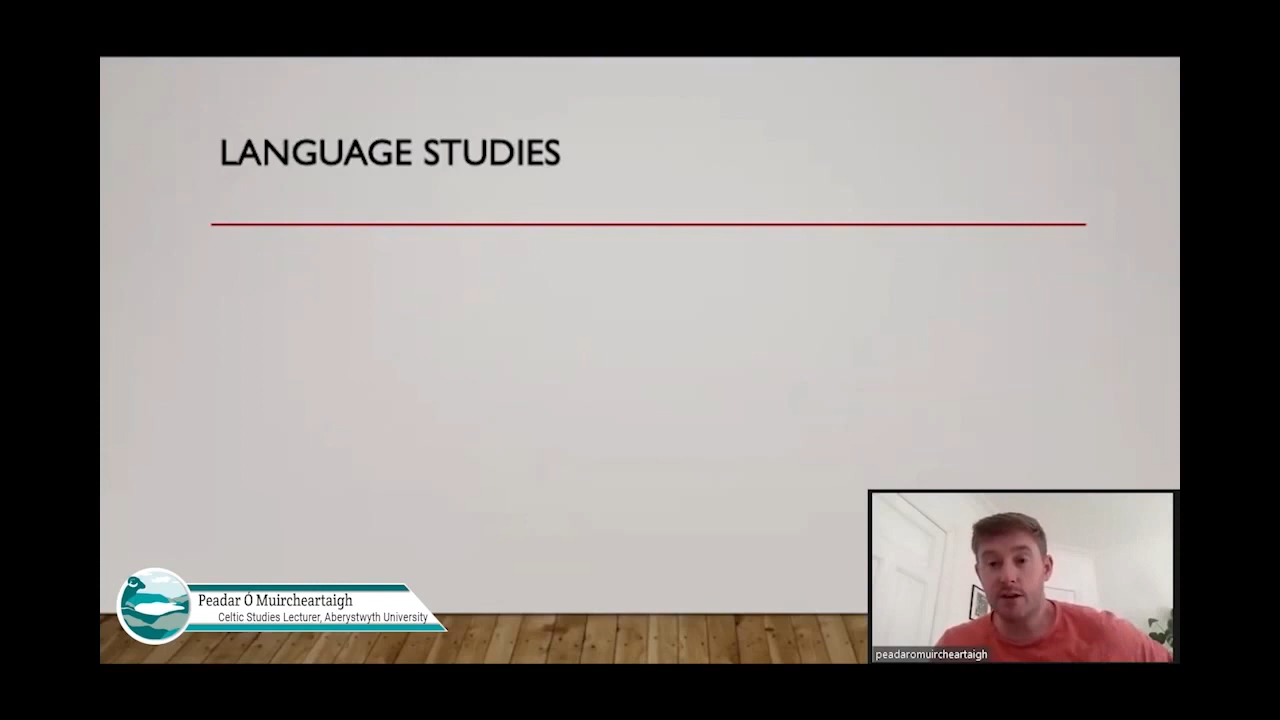 LANGUAGE STUDIES
Peadar Ó Muircheartaigh
Celtic Studies Lecturer, Aberystwyth University
peadaromuircheartaigh